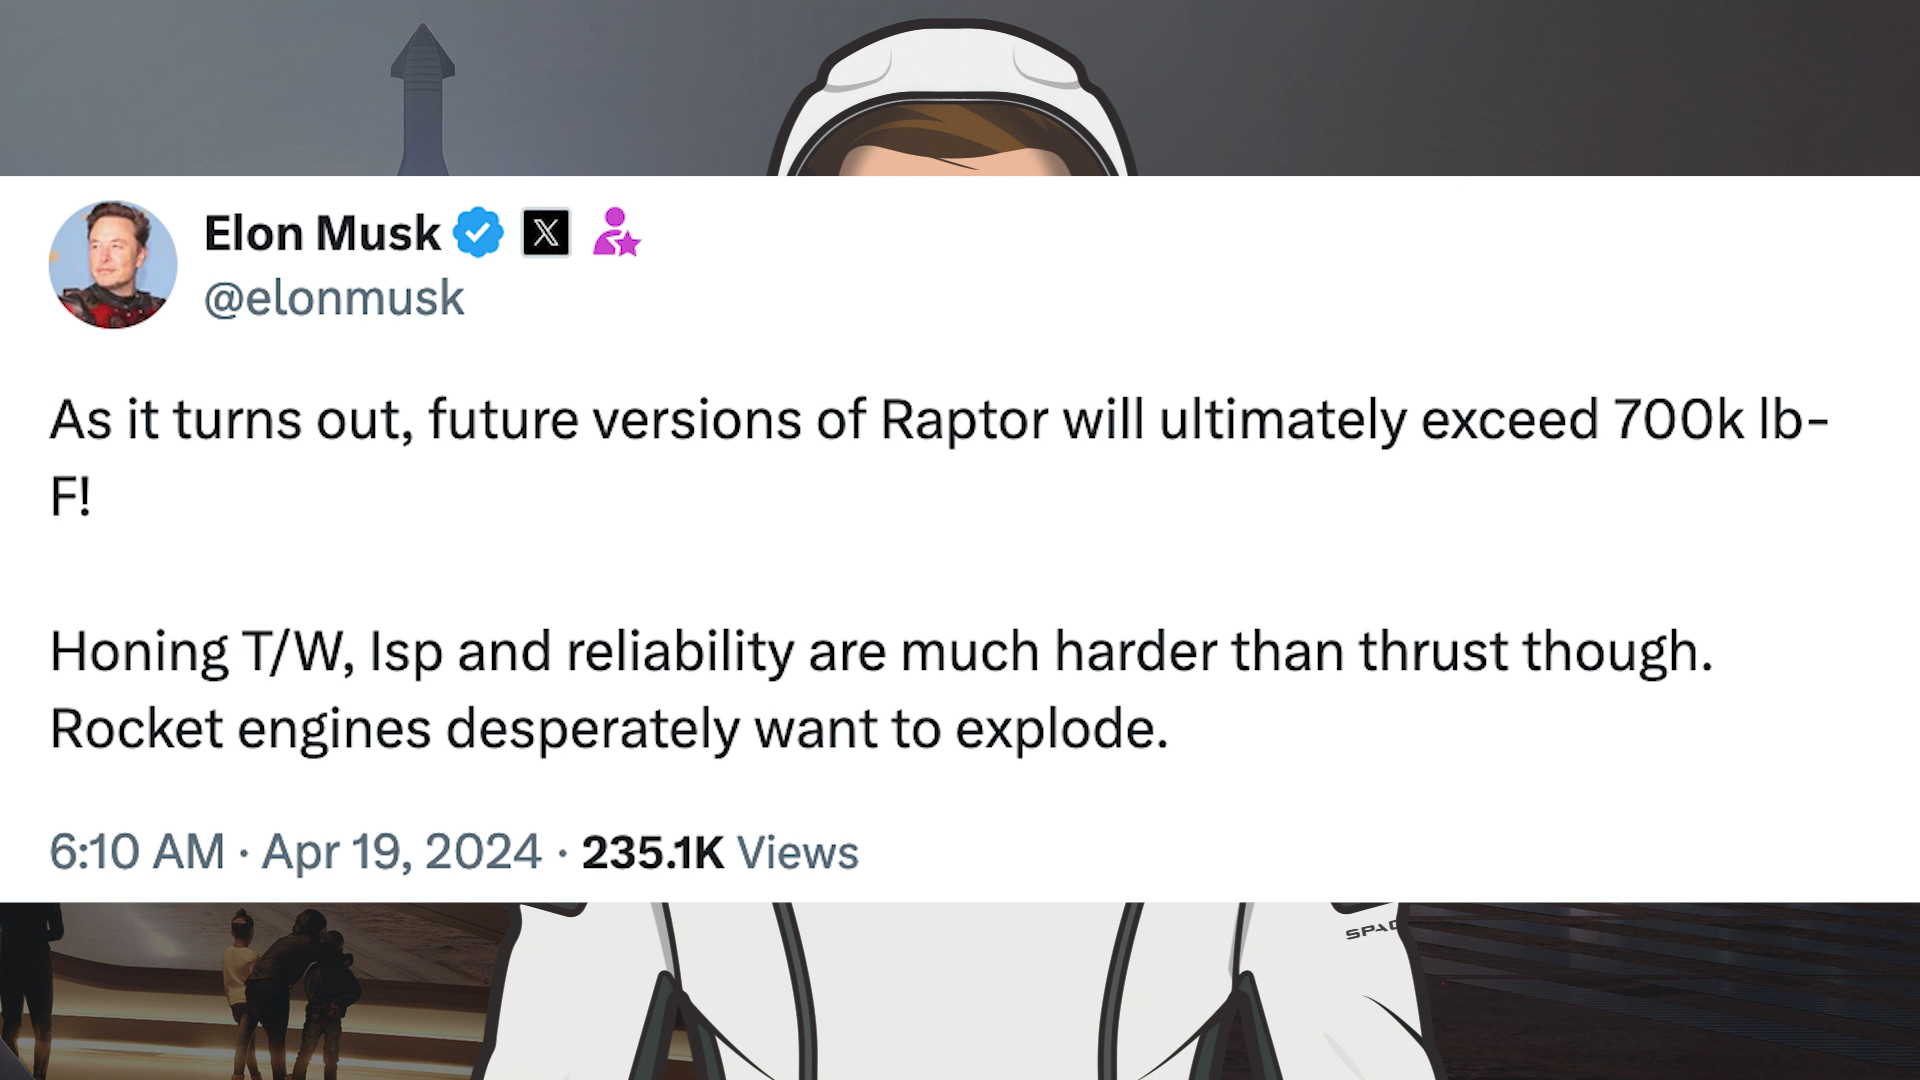 Elon Musk
@elonmusk
As it turns out, future versions of Raptor will ultimately exceed 700k lb-
F!
Honing T/W, Isp and reliability are much harder than thrust though.
Rocket engines desperately want to explode.
6:10 AM · Apr 19, 2024 · 235.1K Views
SPAC